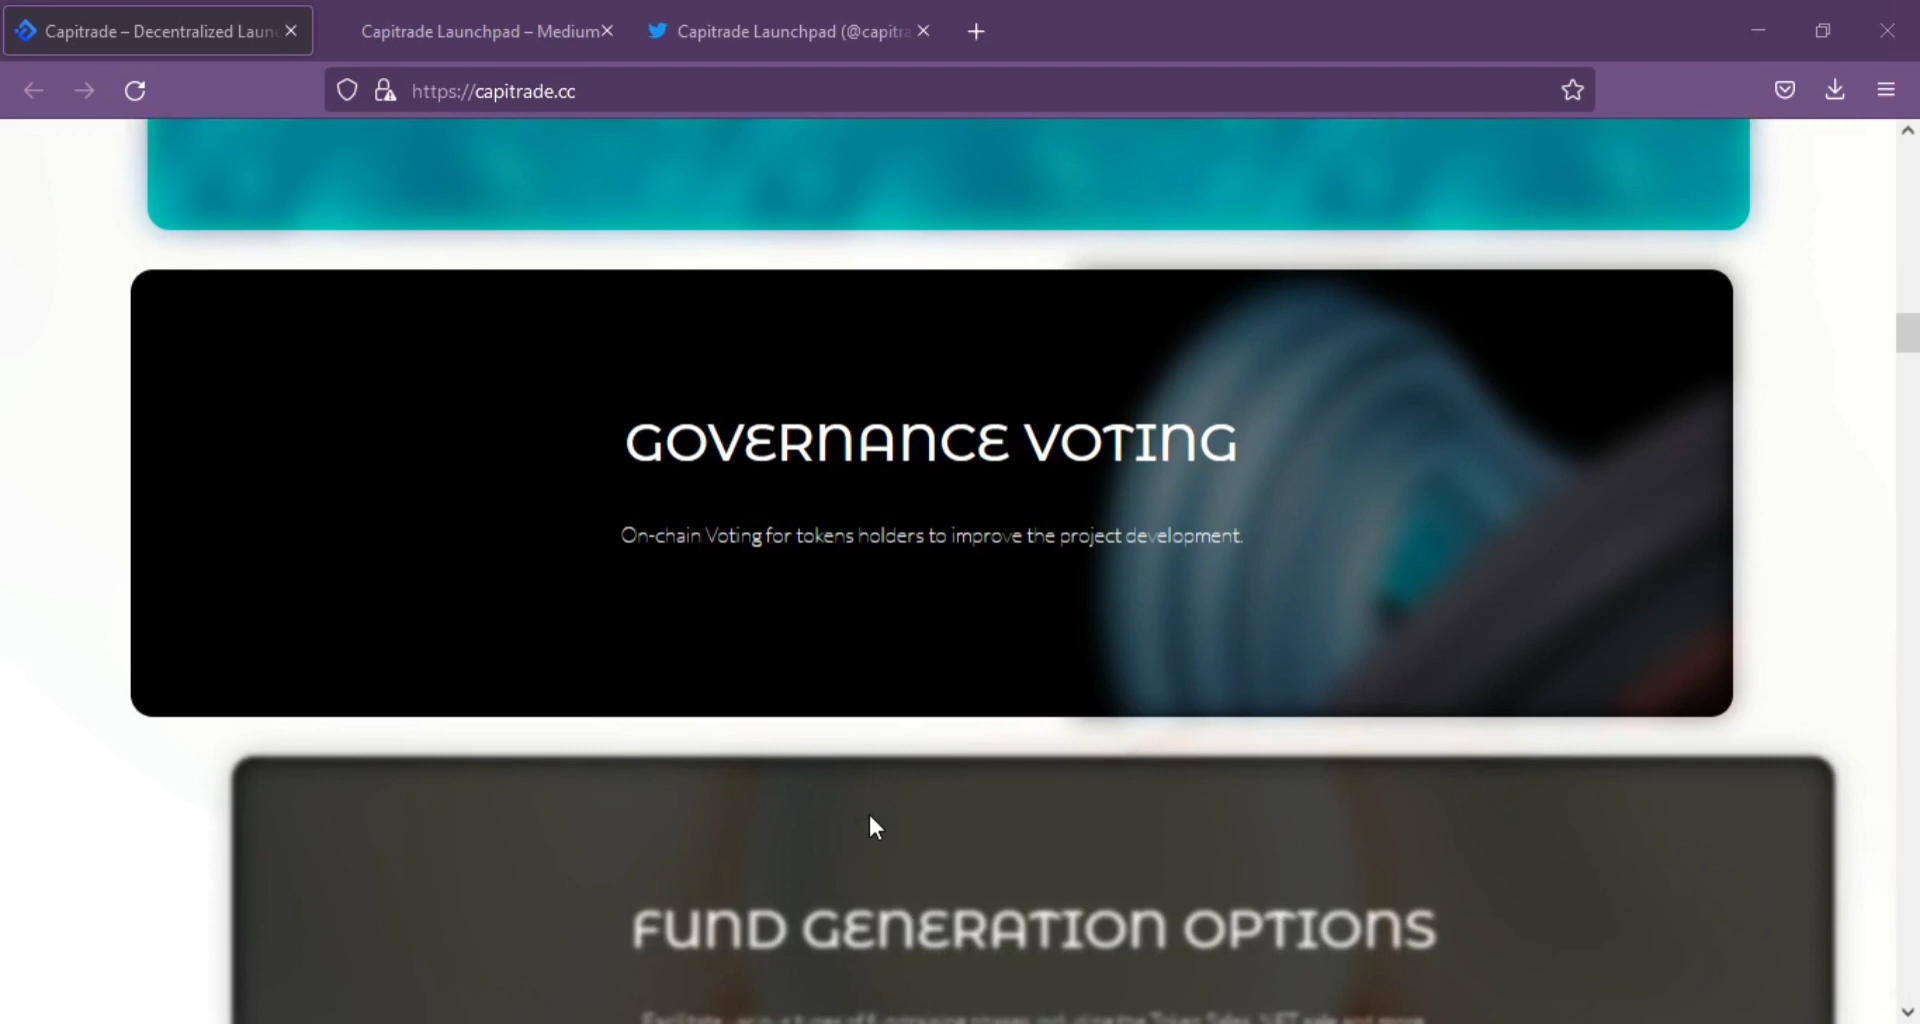 Capitrade – Decentralized Laun
Capitrade Launchpad – Medium
Capitrade Launchpad (@capitra
https://capitrade.cc
GOVERNANCE VOTING
On-chain Voting for tokens holders to improve the project development.
FUND GENERATION OPTIONS